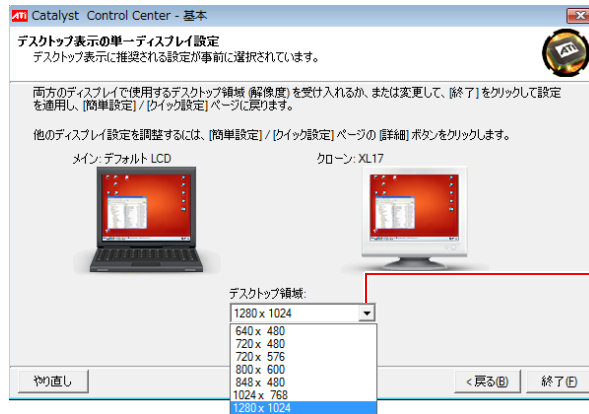 ATI Catalyst Control Center - 基本
デスクトップ表示の単一ディスプレイ設定
デスクトップ表示に推奨される設定が事前に選択されています。
ATI
両方のディスプレイで使用するデスクトップ領域 (解像度) を受け入れるか、または変更して、[終了] をクリックして設定
を適用し、[簡単設定] / [クイック設定] ページに戻ります。
他のディスプレイ設定を調整するには、[簡単設定] / [クイック設定] ページの [詳細] ボタンをクリックします。
メイン: デフォルト LCD
クローン: XL17
デスクトップ領域:
1280 x 1024
640 x 480
720 x 480
720 x 576
800 x 600
848 x 480
1024 x 768
1280 x 1024
やり直し
< 戻る(B)
終了(F)